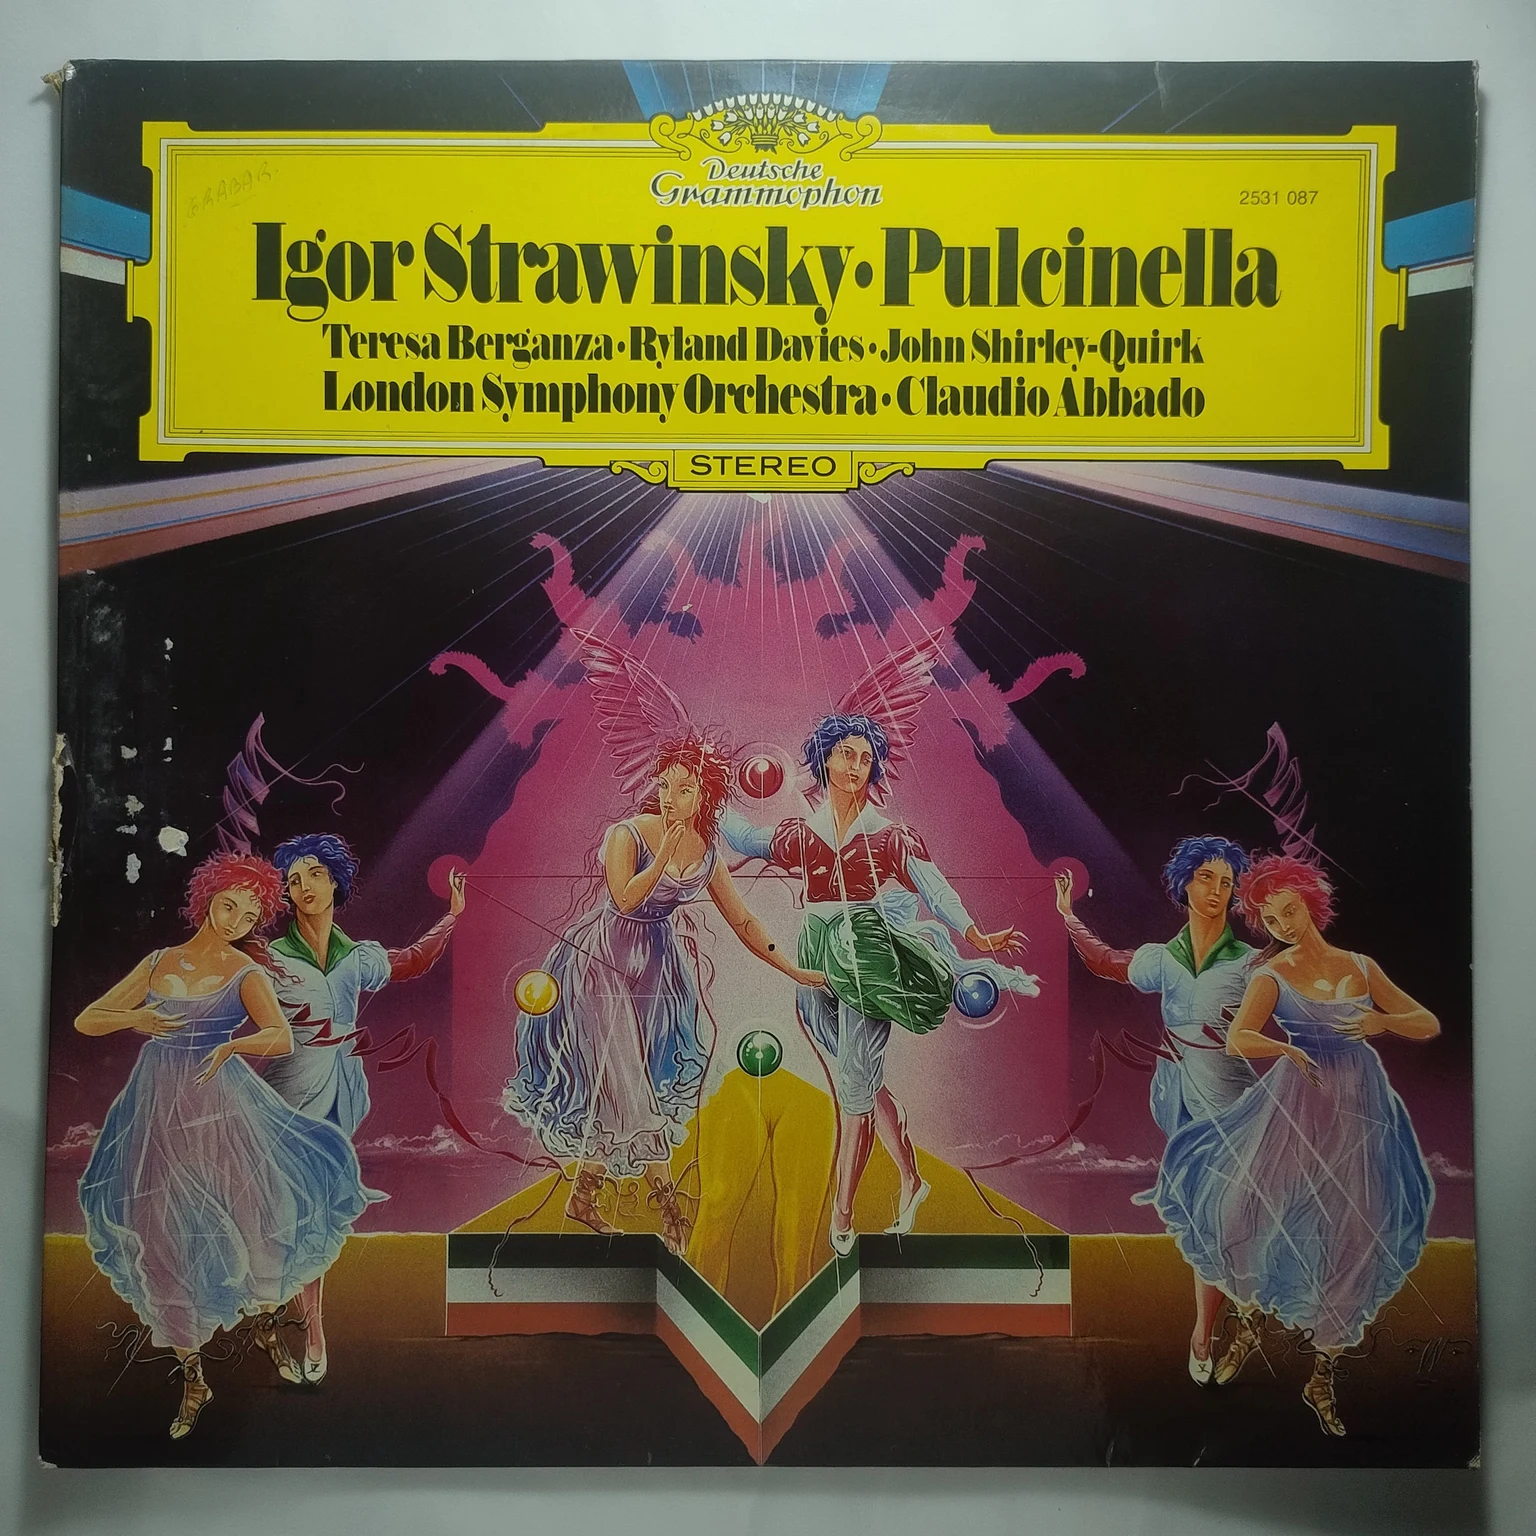 GRABAR.
Deutsche
Grammophon
2531 087
Igor Strawinsky • Pulcinella
Teresa Berganza • Ryland Davies • John Shirley-Quirk
London Symphony Orchestra • Claudio Abbado
STEREO